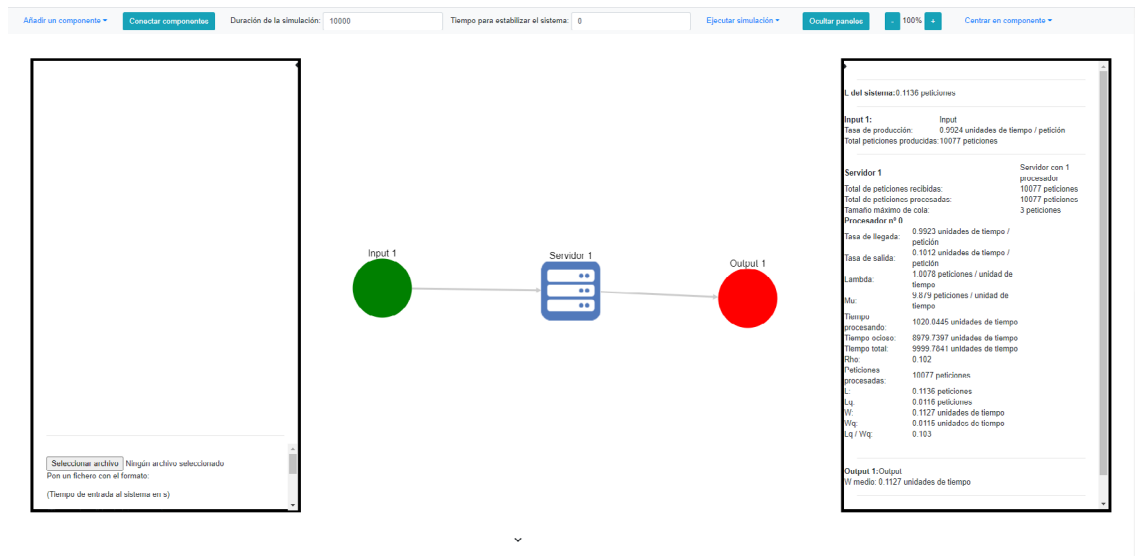 Añadir un componente Conectar componentes Duración de la simulación: 10000 Tiempo para estabilizar el sistema: 0 Ejecutar simulación Ocultar paneles - 100% + Centrar en componente
Seleccionar archivo Ningún archivo seleccionado
Pon un fichero con el formato:
(Tiempo de entrada al sistema en s)
Input 1
Servidor 1
Output 1
L del sistema:0.1136 peticiones
Input 1: Input
Tasa de producción: 0.9924 unidades de tiempo / petición
Total peticiones producidas: 10077 peticiones
Servidor 1 Servidor con 1
procesador
Total de peticiones recibidas: 10077 peticiones
Total de peticiones procesadas: 10077 peticiones
Tamaño máximo de cola: 3 peticiones
Procesador nº 0
Tasa de llegada: 0.9923 unidades de tiempo /
petición
Tasa de salida: 0.1012 unidades de tiempo /
petición
Lambda: 1.0078 peticiones / unidad de
tiempo
Mu: 9.879 peticiones / unidad de
tiempo
Tiempo
procesando: 1020.0445 unidades de tiempo
Tiempo ocioso: 8979.7397 unidades de tiempo
Tiempo total: 9999.7841 unidades de tiempo
Rho: 0.102
Peticiones
procesadas: 10077 peticiones
L: 0.1136 peticiones
Lq: 0.0116 peticiones
W: 0.1127 unidades de tiempo
Wq: 0.0115 unidades de tiempo
Lq / Wq: 0.103
Output 1:Output
W medio: 0.1127 unidades de tiempo